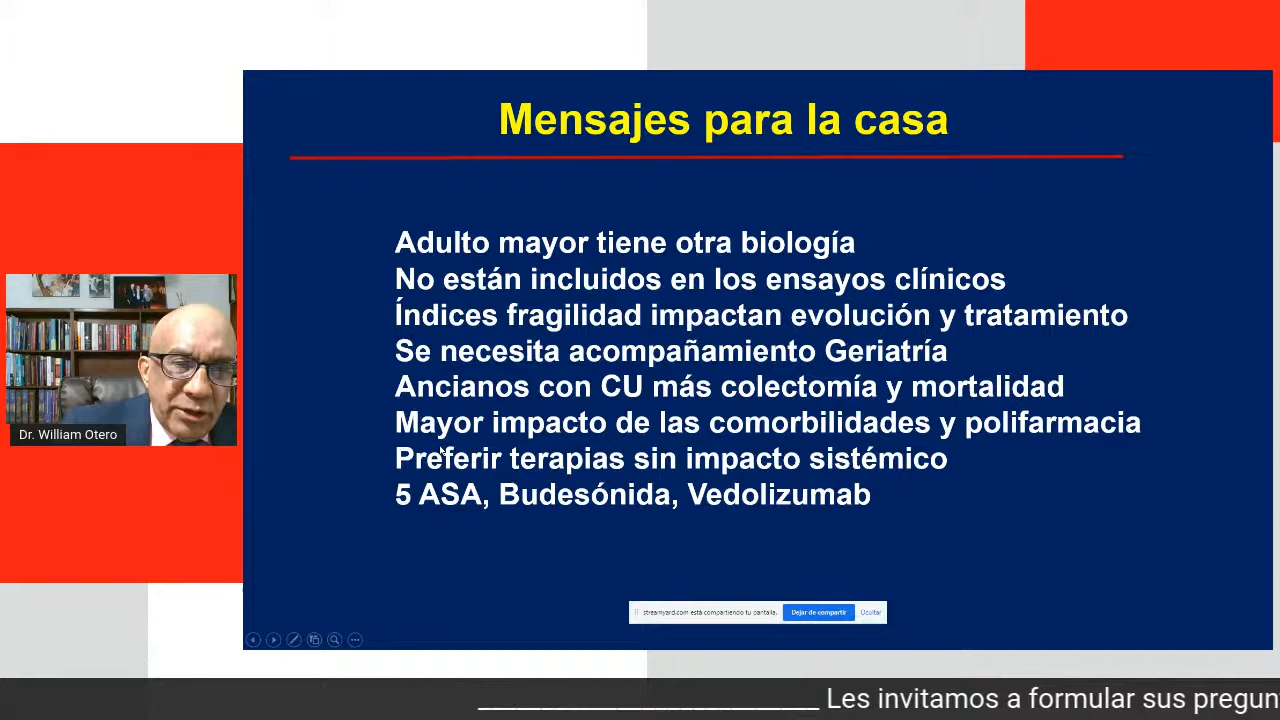 Mensajes para la casa
Adulto mayor tiene otra biología
No están incluidos en los ensayos clínicos
Índices fragilidad impactan evolución y tratamiento
Se necesita acompañamiento Geriatría
Ancianos con CU más colectomía y mortalidad
Mayor impacto de las comorbilidades y polifarmacia
Preferir terapias sin impacto sistémico
5 ASA, Budesónida, Vedolizumab
Dr. William Otero
streamyard.com está compartiendo tu pantalla. Dejar de compartir Ocultar
____________________________ Les invitamos a formular sus pregun